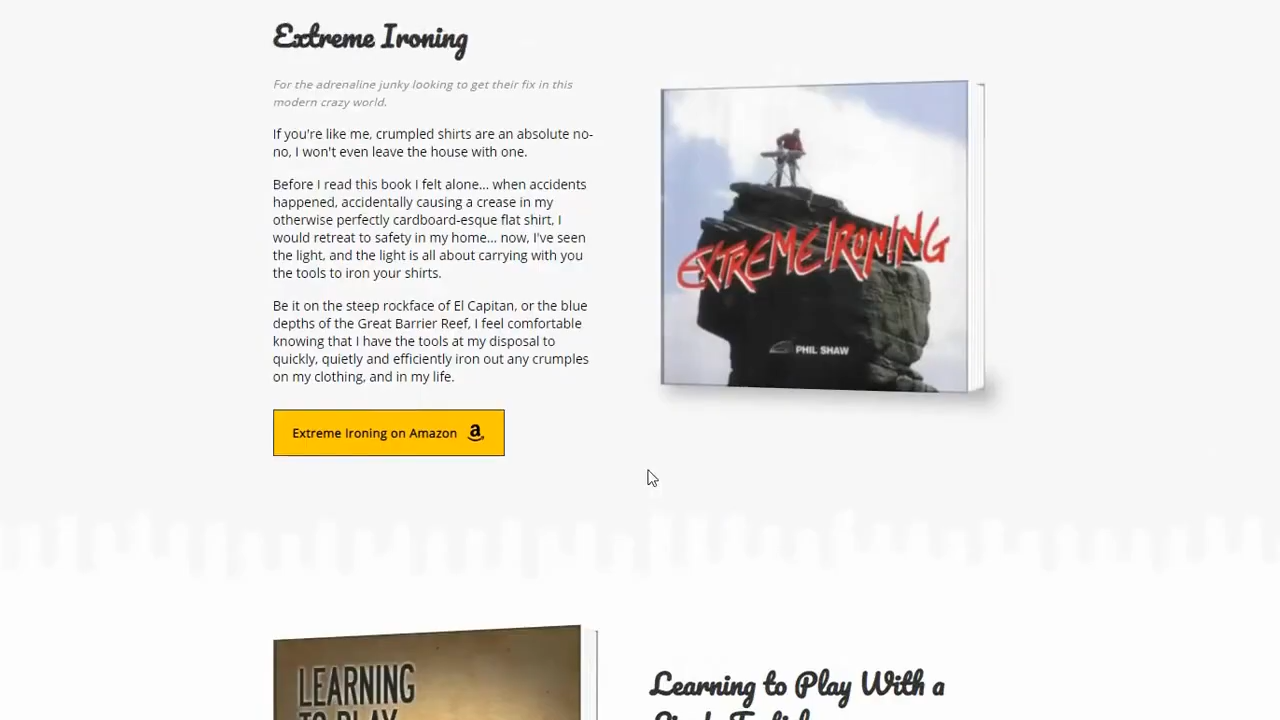 Extreme Ironing
For the adrenaline junky looking to get their fix in this
modern crazy world.
If you're like me, crumpled shirts are an absolute no-
no, I won't even leave the house with one.
Before I read this book I felt alone... when accidents
happened, accidentally causing a crease in my
otherwise perfectly cardboard-esque flat shirt, I
would retreat to safety in my home... now, I've seen
the light, and the light is all about carrying with you
the tools to iron your shirts.
Be it on the steep rockface of El Capitan, or the blue
depths of the Great Barrier Reef, I feel comfortable
knowing that I have the tools at my disposal to
quickly, quietly and efficiently iron out any crumples
on my clothing, and in my life.
Extreme Ironing on Amazon
EXTREME IRONING
PHIL SHAW
LEARNING
TO PLAY
Learning to Play With a